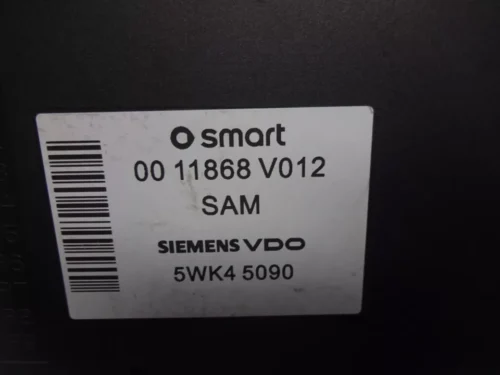 smart
00 11868 V012
SAM
SIEMENS VDO
5WK4 5090